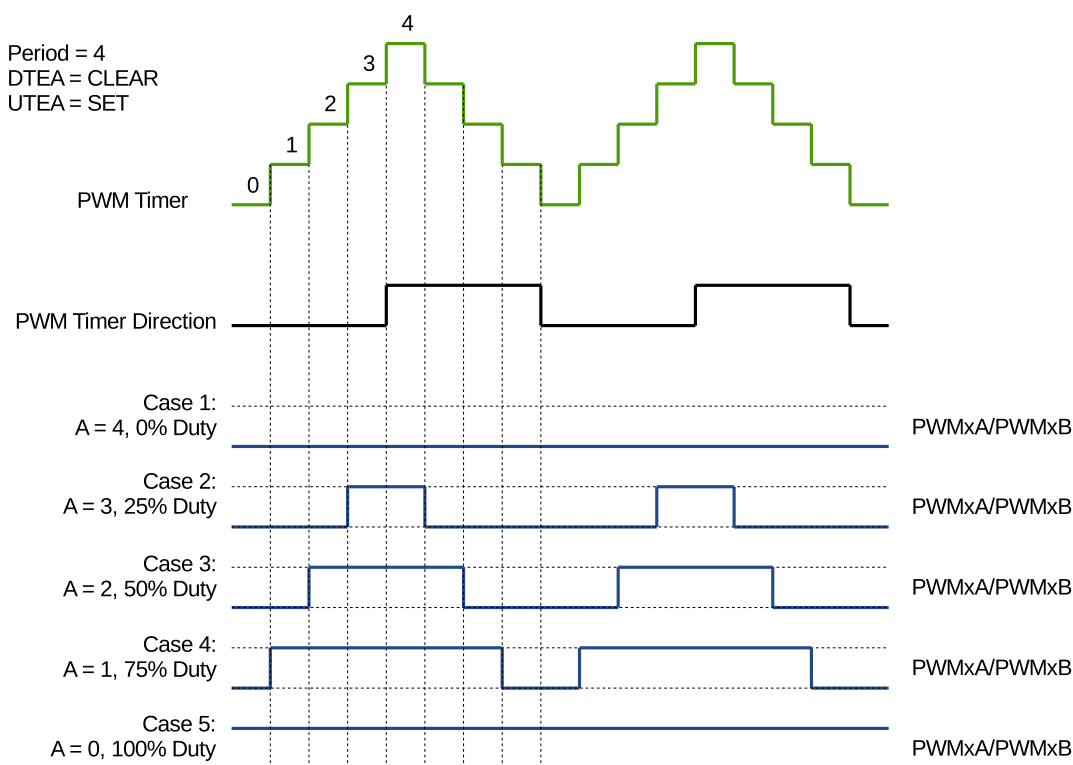 4
Period = 4
DTEA = CLEAR
UTEA = SET
3
2
1
0
PWM Timer
PWM Timer Direction
Case 1:
A = 4, 0% Duty
PWMxA/PWMxB
Case 2:
A = 3, 25% Duty
PWMxA/PWMxB
Case 3:
A = 2, 50% Duty
PWMxA/PWMxB
Case 4:
A = 1, 75% Duty
PWMxA/PWMxB
Case 5:
A = 0, 100% Duty
PWMxA/PWMxB